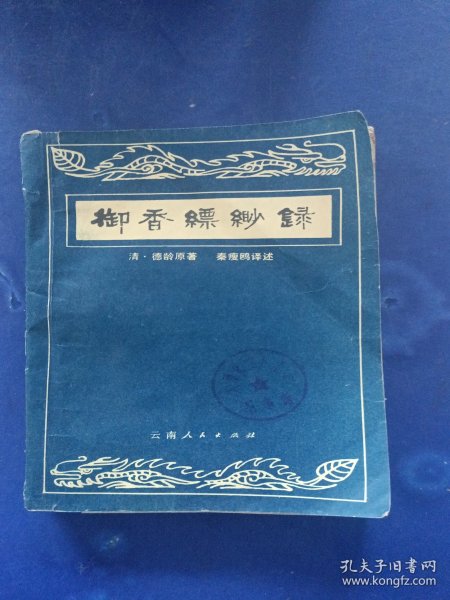 御香縹緲錄
清·德龄原著 秦瘦鸥译述
云南人民出版社
孔夫子旧书网
www.kongfz.com